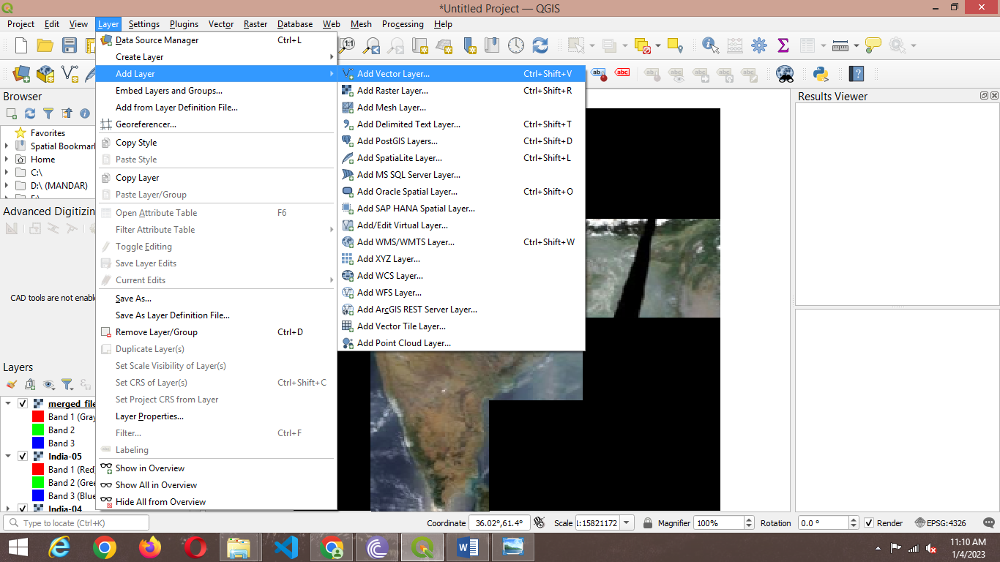 *Untitled Project — QGIS
Project Edit View Layer Settings Plugins Vector Raster Database Web Mesh Processing Help
Data Source Manager Ctrl+L
Create Layer
Add Layer
Embed Layers and Groups...
Add from Layer Definition File...
Georeferencer...
Copy Style
Paste Style
Copy Layer
Paste Layer/Group
Open Attribute Table F6
Filter Attribute Table
Toggle Editing
Save Layer Edits
Current Edits
Save As...
Save As Layer Definition File...
Remove Layer/Group Ctrl+D
Duplicate Layer(s)
Set Scale Visibility of Layer(s)
Set CRS of Layer(s) Ctrl+Shift+C
Set Project CRS from Layer
Layer Properties...
Filter... Ctrl+F
Labeling
Show in Overview
Show All in Overview
Hide All from Overview
Add Vector Layer... Ctrl+Shift+V
Add Raster Layer... Ctrl+Shift+R
Add Mesh Layer...
Add Delimited Text Layer... Ctrl+Shift+T
Add PostGIS Layers... Ctrl+Shift+D
Add SpatiaLite Layer... Ctrl+Shift+L
Add MS SQL Server Layer...
Add Oracle Spatial Layer... Ctrl+Shift+O
Add SAP HANA Spatial Layer...
Add/Edit Virtual Layer...
Add WMS/WMTS Layer... Ctrl+Shift+W
Add XYZ Layer...
Add WCS Layer...
Add WFS Layer...
Add ArcGIS REST Server Layer...
Add Vector Tile Layer...
Add Point Cloud Layer...
1:1
abc
abc
abc
Browser
Favorites
Spatial Bookmar
Home
C:\
D:\ (MANDAR)
Advanced Digitizin
CAD tools are not enable
Layers
merged_file
Band 1 (Gray
Band 2
Band 3
India-05
Band 1 (Red)
Band 2 (Gree
Band 3 (Blue
India-04
Results Viewer
Type to locate (Ctrl+K)
Coordinate 36.02°,61.4° Scale 1:15821172 Magnifier 100% Rotation 0.0 ° Render EPSG:4326
11:10 AM
1/4/2023